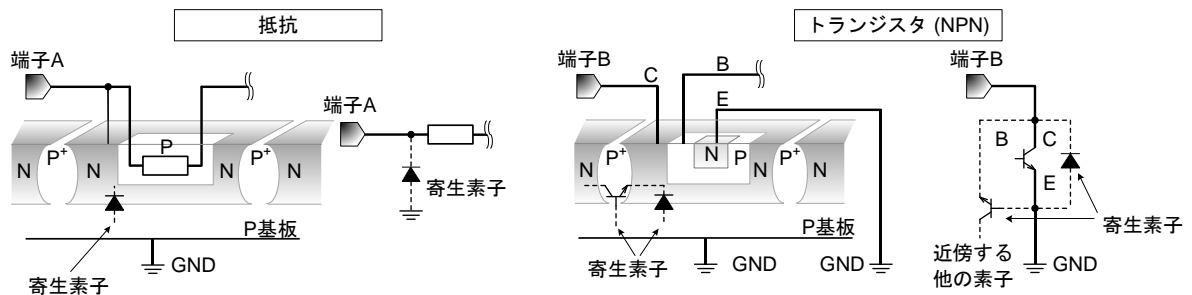 抵抗
トランジスタ (NPN)
端子A
端子A
端子B
C
B
E
端子B
N
P+
N
P
N
P+
N
N
P+
N
N
P
N
P+
N
B
C
E
寄生素子
P基板
GND
寄生素子
P基板
GND
寄生素子
GND
寄生素子
近傍する
他の素子
GND